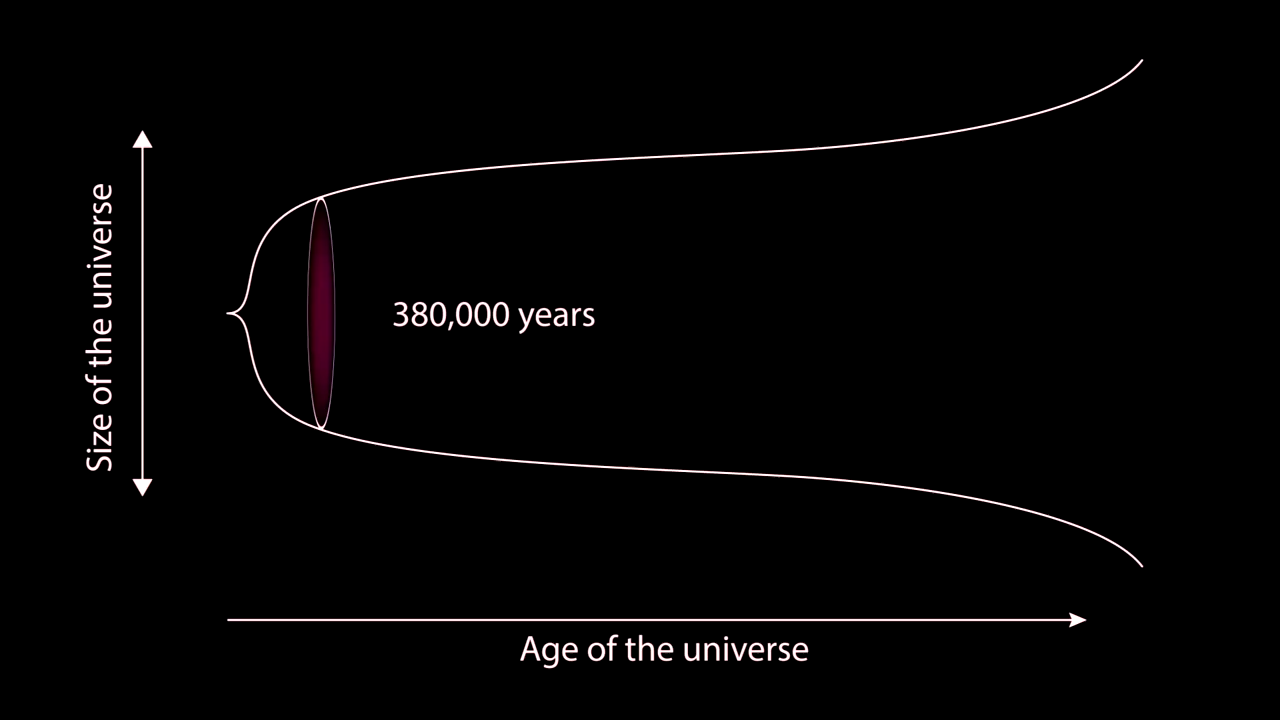 Size of the universe
380,000 years
Age of the universe